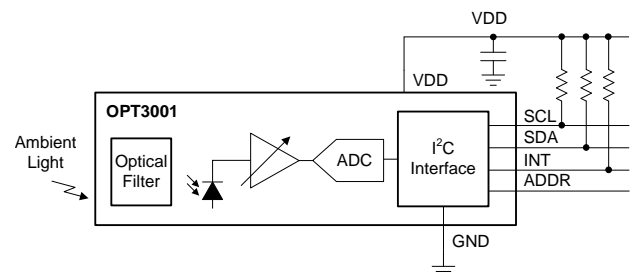 VDD
VDD
OPT3001
Ambient
Light
Optical
Filter
ADC
I²C
Interface
SCL
SDA
INT
ADDR
GND